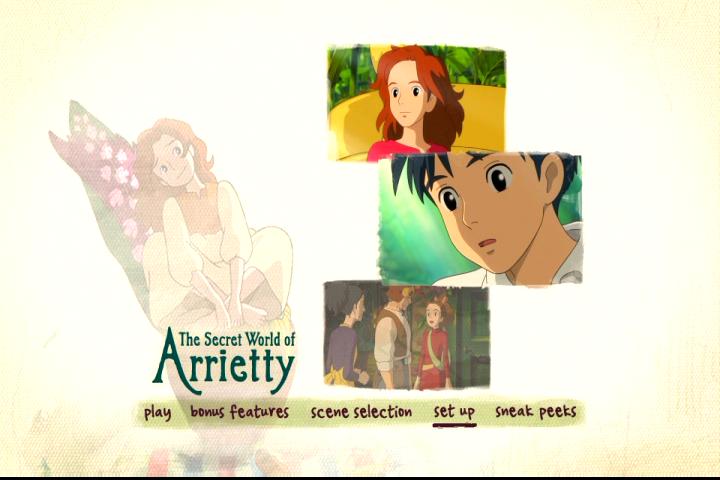 The Secret World of
Arrietty
play bonus features scene selection set up sneak peeks